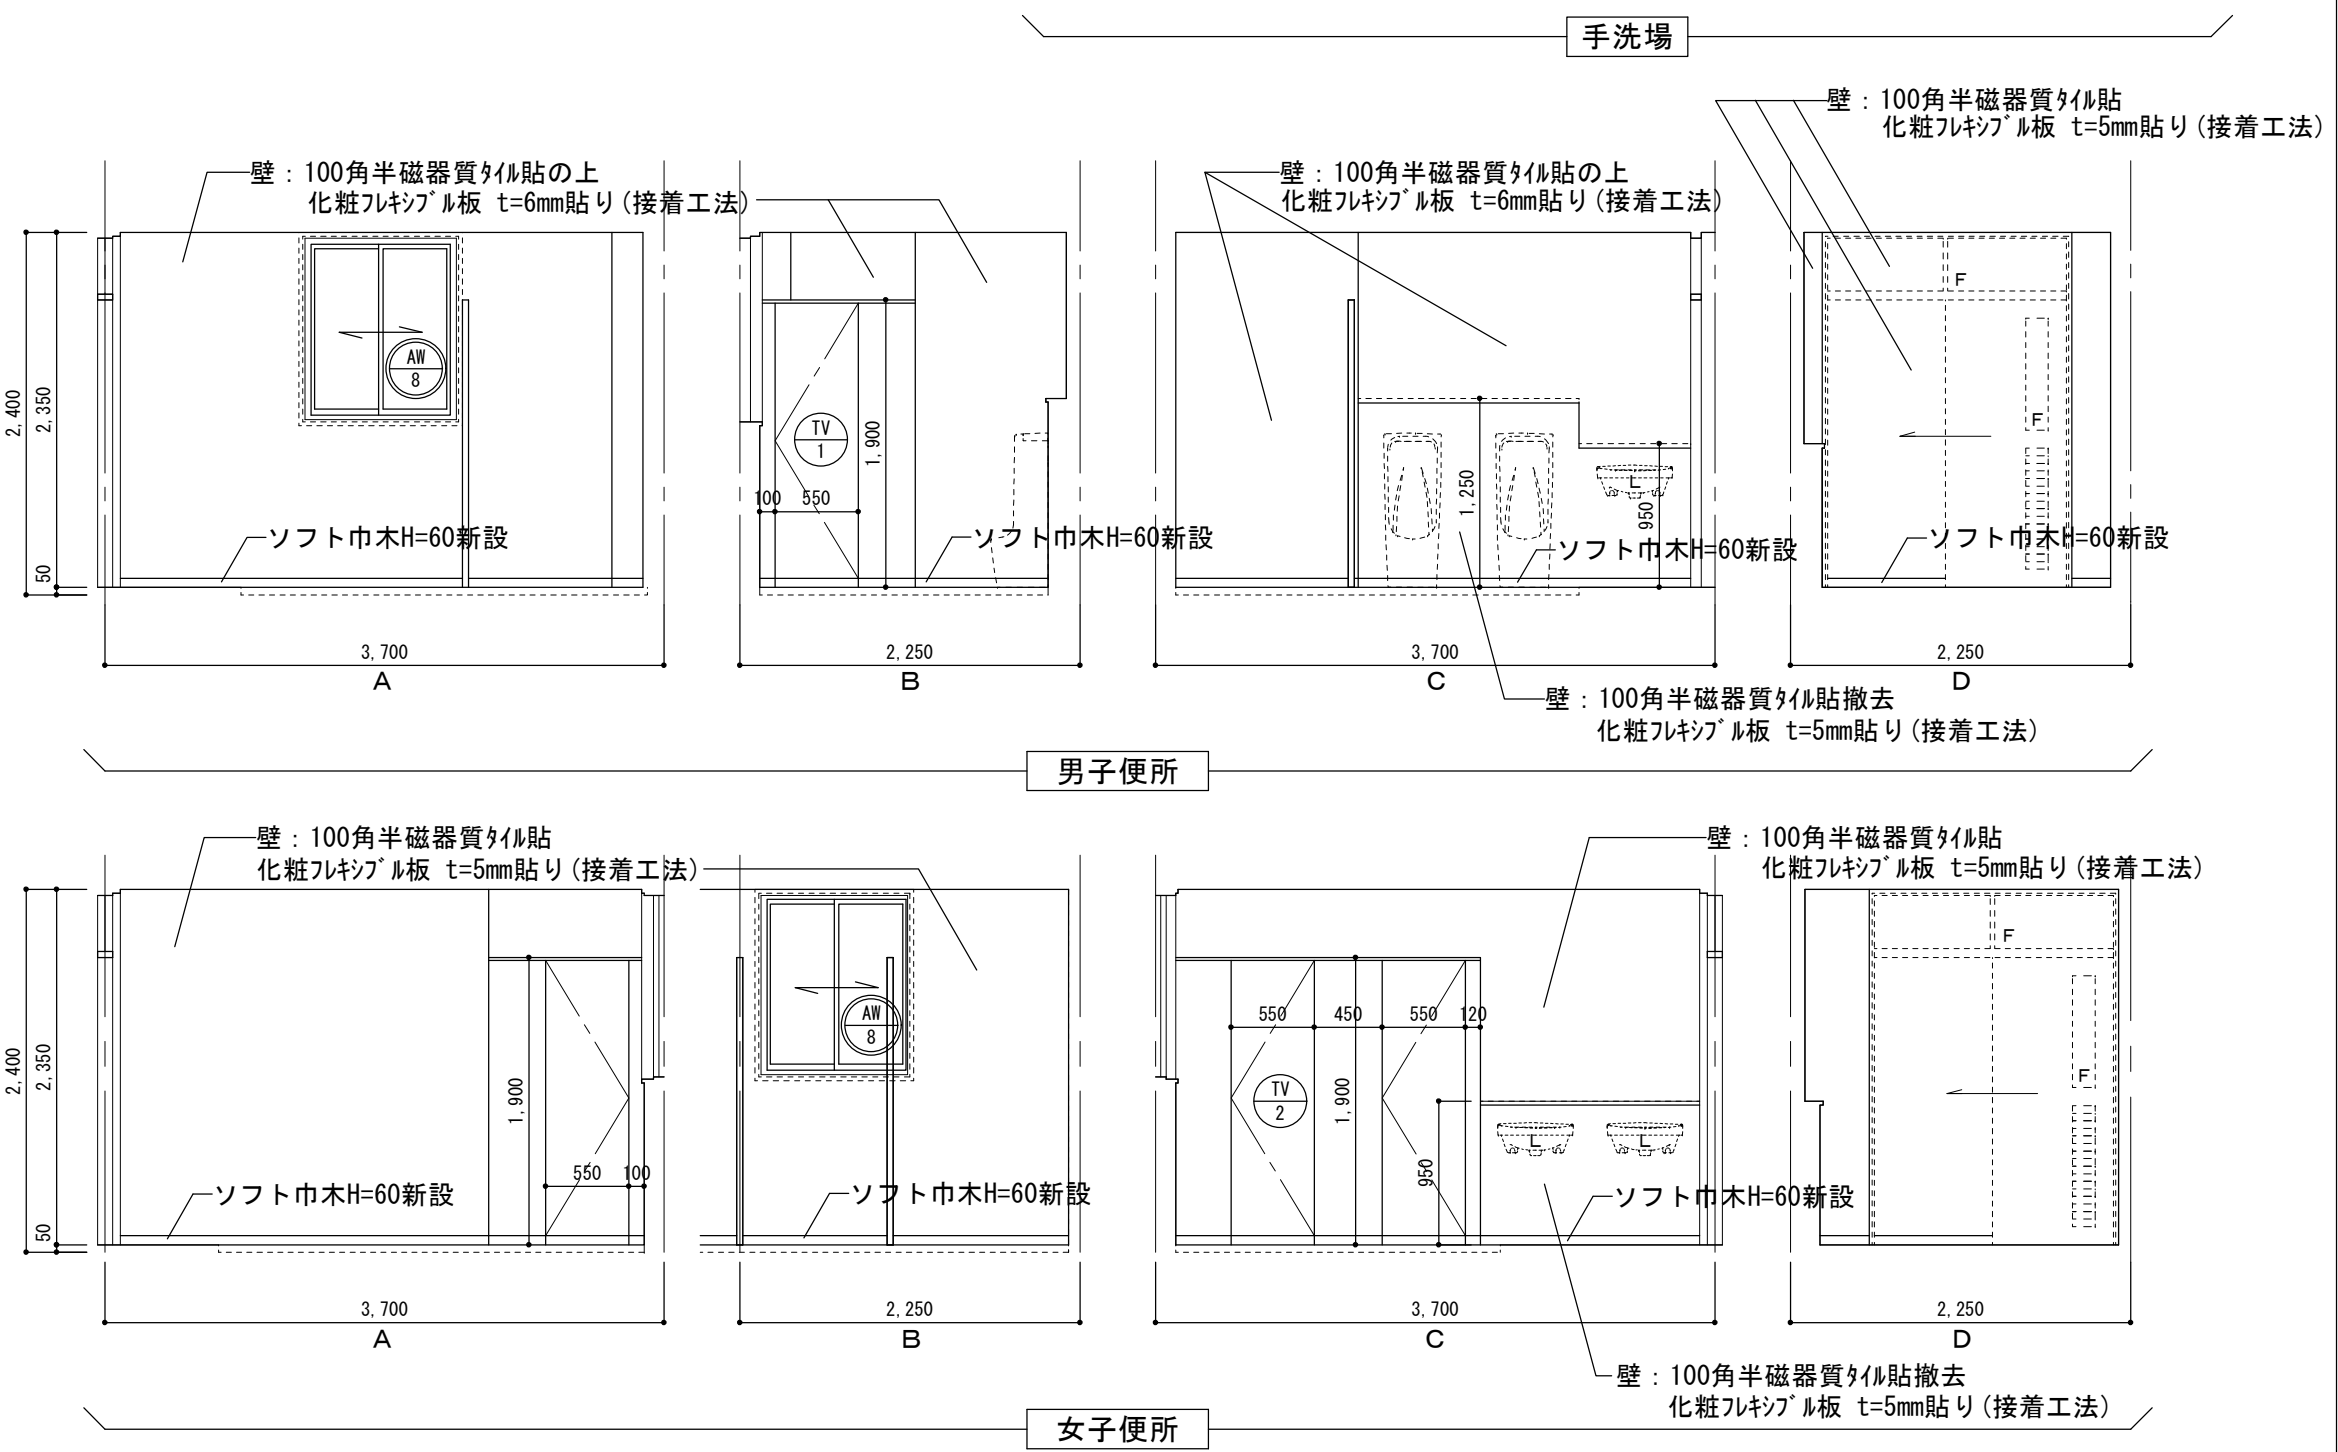 手洗場
壁：100角半磁器質ﾀｲﾙ貼
化粧ﾌﾚｷｼﾌﾞﾙ板 t=5mm貼り(接着工法)
壁：100角半磁器質ﾀｲﾙ貼の上
化粧ﾌﾚｷｼﾌﾞﾙ板 t=6mm貼り(接着工法)
壁：100角半磁器質ﾀｲﾙ貼の上
化粧ﾌﾚｷｼﾌﾞﾙ板 t=6mm貼り(接着工法)
2,400
2,350
50
AW
8
ソフト巾木H=60新設
3,700
A
TV
1
1,900
100
550
ソフト巾木H=60新設
2,250
B
1,250
950
L
ソフト巾木H=60新設
3,700
C
F
F
ソフト巾木H=60新設
2,250
D
壁：100角半磁器質ﾀｲﾙ貼撤去
化粧ﾌﾚｷｼﾌﾞﾙ板 t=5mm貼り(接着工法)
男子便所
壁：100角半磁器質ﾀｲﾙ貼
化粧ﾌﾚｷｼﾌﾞﾙ板 t=5mm貼り(接着工法)
壁：100角半磁器質ﾀｲﾙ貼
化粧ﾌﾚｷｼﾌﾞﾙ板 t=5mm貼り(接着工法)
2,400
2,350
50
1,900
550
100
ソフト巾木H=60新設
3,700
A
AW
8
ソフト巾木H=60新設
2,250
B
550
450
550
120
TV
2
1,900
950
L
L
ソフト巾木H=60新設
3,700
C
F
F
2,250
D
壁：100角半磁器質ﾀｲﾙ貼撤去
化粧ﾌﾚｷｼﾌﾞﾙ板 t=5mm貼り(接着工法)
女子便所